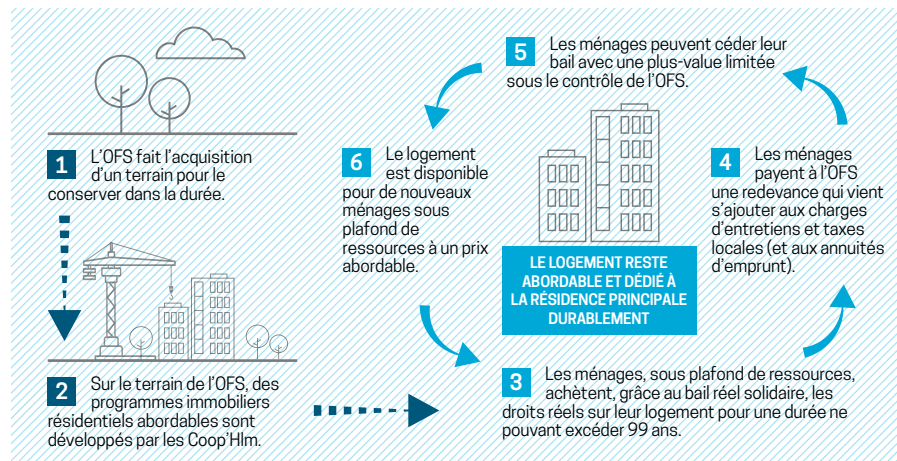 1 L'OFS fait l'acquisition
d'un terrain pour le
conserver dans la durée.
2 Sur le terrain de l'OFS, des
programmes immobiliers
résidentiels abordables sont
développés par les Coop'Hlm.
3 Les ménages, sous plafond de ressources,
achètent, grâce au bail réel solidaire, les
droits réels sur leur logement pour une durée ne
pouvant excéder 99 ans.
4 Les ménages
payent à l'OFS
une redevance qui vient
s'ajouter aux charges
d'entretiens et taxes
locales (et aux annuités
d'emprunt).
5 Les ménages peuvent céder leur
bail avec une plus-value limitée
sous le contrôle de l'OFS.
6 Le logement
est disponible
pour de nouveaux
ménages sous
plafond de
ressources à un prix
abordable.
LE LOGEMENT RESTE
ABORDABLE ET DÉDIÉ À
LA RÉSIDENCE PRINCIPALE
DURABLEMENT